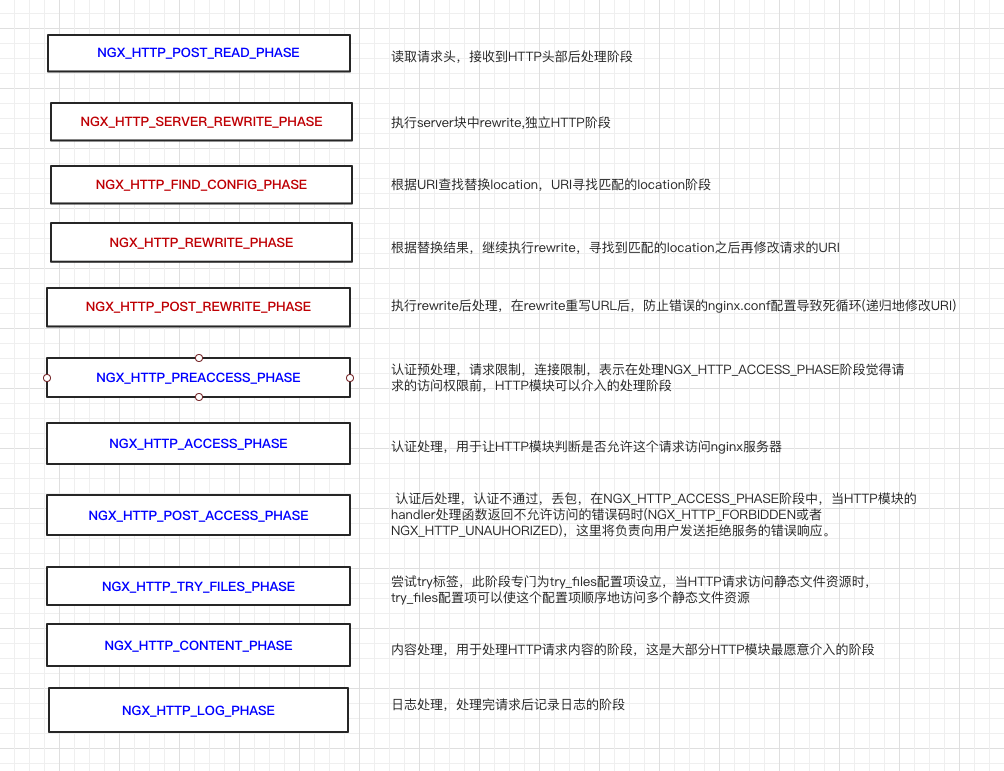 NGX_HTTP_POST_READ_PHASE
读取请求头，接收到HTTP头部后处理阶段
NGX_HTTP_SERVER_REWRITE_PHASE
执行server块中rewrite,独立HTTP阶段
NGX_HTTP_FIND_CONFIG_PHASE
根据URI查找替换location，URI寻找匹配的location阶段
NGX_HTTP_REWRITE_PHASE
根据替换结果，继续执行rewrite，寻找到匹配的location之后再修改请求的URI
NGX_HTTP_POST_REWRITE_PHASE
执行rewrite后处理，在rewrite重写URL后，防止错误的nginx.conf配置导致死循环(递归地修改URI)
NGX_HTTP_PREACCESS_PHASE
认证预处理，请求限制，连接限制，表示在处理NGX_HTTP_ACCESS_PHASE阶段觉得请
求的访问权限前，HTTP模块可以介入的处理阶段
NGX_HTTP_ACCESS_PHASE
认证处理，用于让HTTP模块判断是否允许这个请求访问nginx服务器
NGX_HTTP_POST_ACCESS_PHASE
认证后处理，认证不通过，丢包，在NGX_HTTP_ACCESS_PHASE阶段中，当HTTP模块的
handler处理函数返回不允许访问的错误码时(NGX_HTTP_FORBIDDEN或者
NGX_HTTP_UNAUHORIZED)，这里将负责向用户发送拒绝服务的错误响应。
NGX_HTTP_TRY_FILES_PHASE
尝试try标签，此阶段专门为try_files配置项设立，当HTTP请求访问静态文件资源时，
try_files配置项可以使这个配置项顺序地访问多个静态文件资源
NGX_HTTP_CONTENT_PHASE
内容处理，用于处理HTTP请求内容的阶段，这是大部分HTTP模块最愿意介入的阶段
NGX_HTTP_LOG_PHASE
日志处理，处理完请求后记录日志的阶段